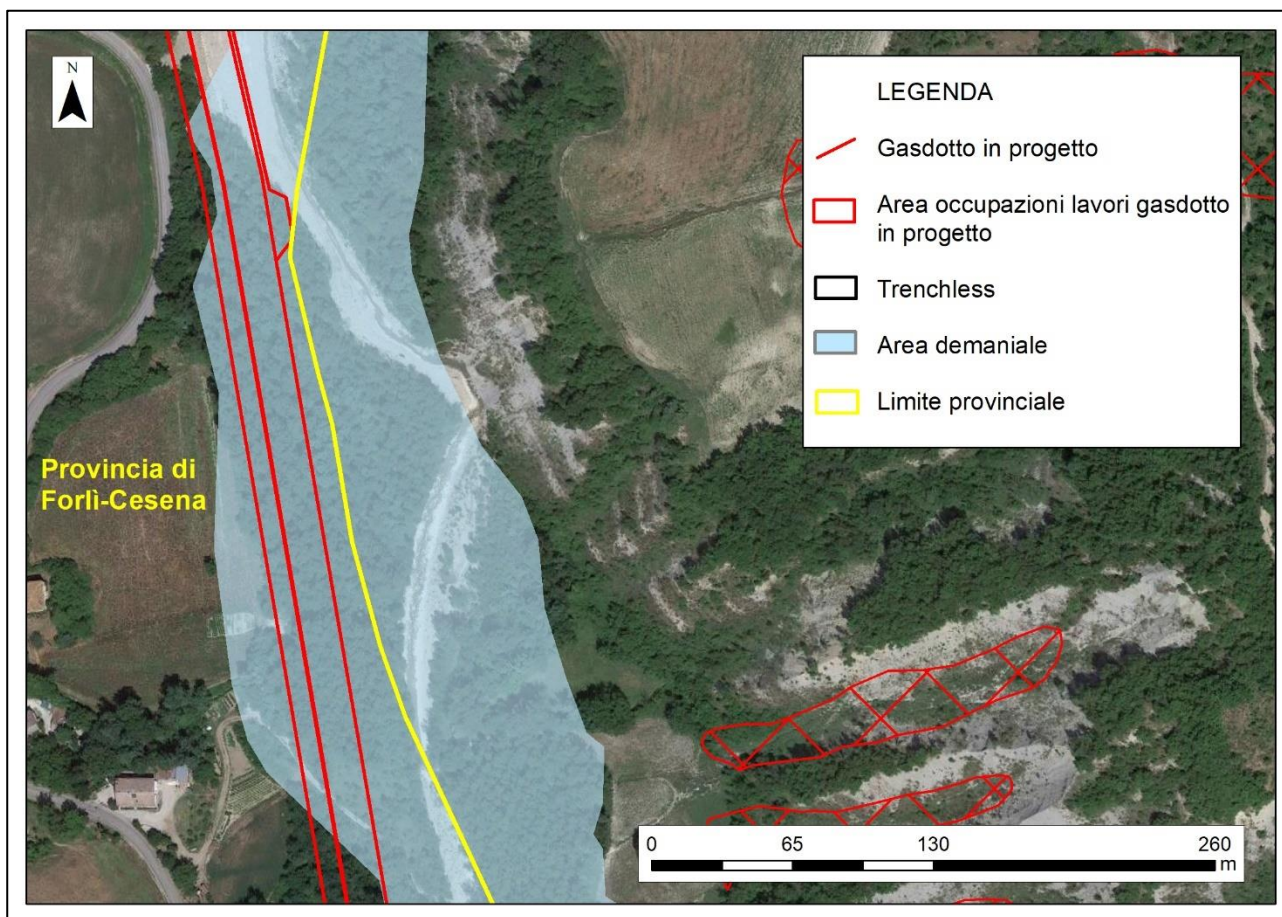 N
LEGENDA
Gasdotto in progetto
Area occupazioni lavori gasdotto
in progetto
Trenchless
Area demaniale
Limite provinciale
Provincia di
Forlì-Cesena
0 65 130 260
m